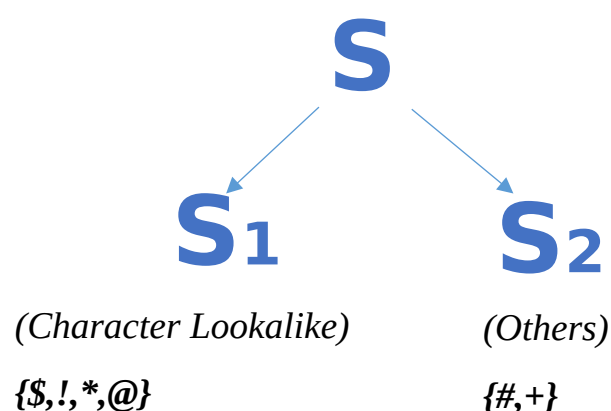 S
S1 S2
(Character Lookalike) (Others)
{$,!,*,@} {#,+}